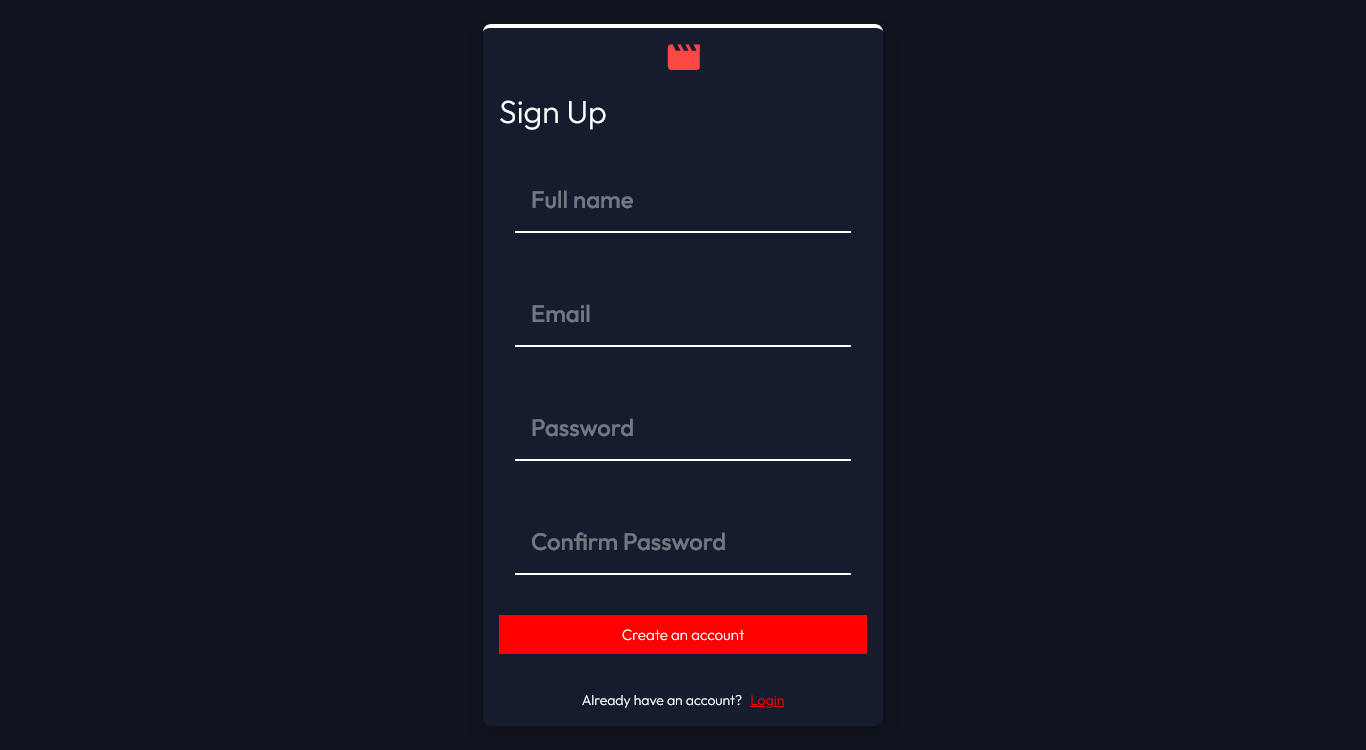 Sign Up
Full name
Email
Password
Confirm Password
Create an account
Already have an account? Login